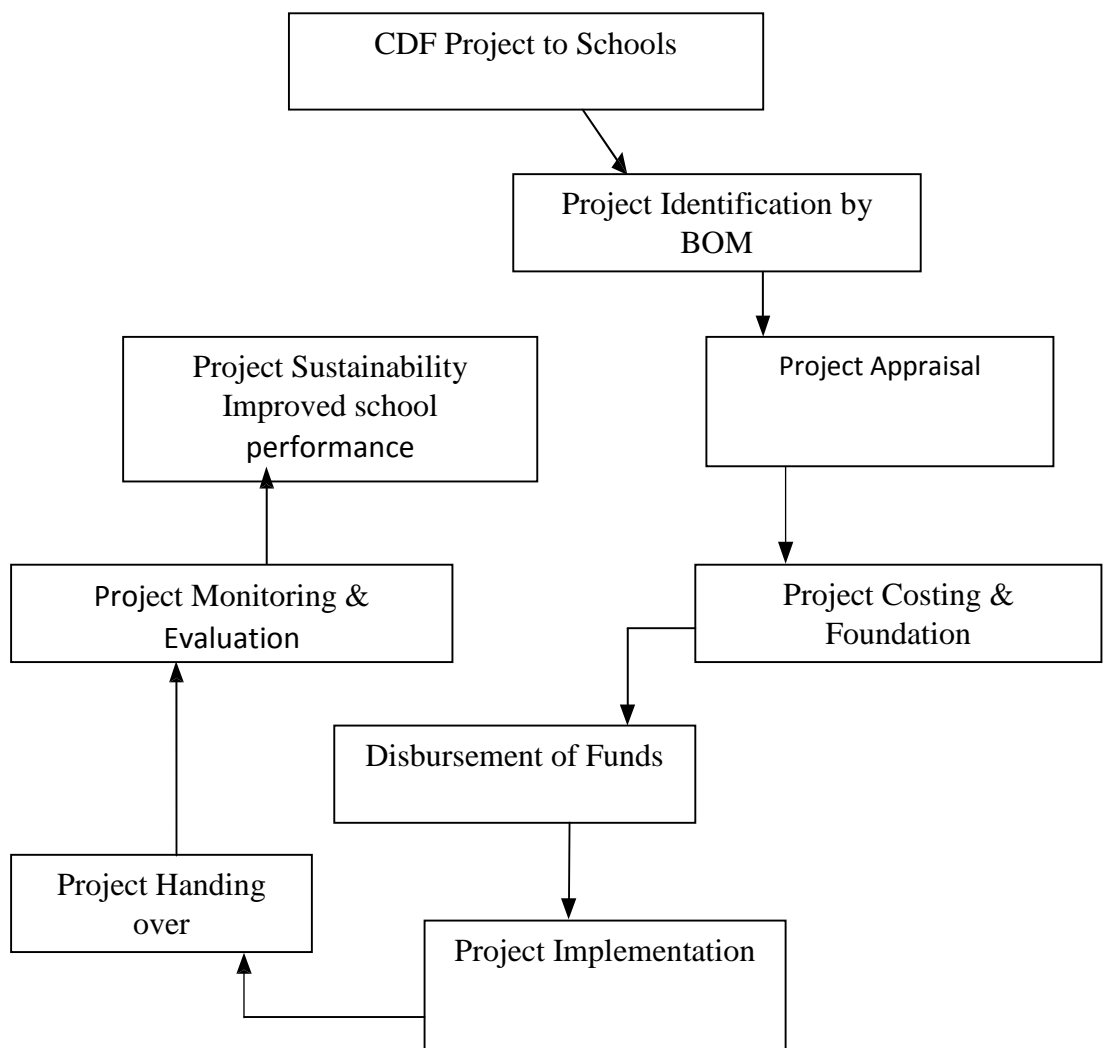 CDF Project to Schools
Project Identification by
BOM
Project Appraisal
Project Costing &
Foundation
Disbursement of Funds
Project Implementation
Project Handing
over
Project Monitoring &
Evaluation
Project Sustainability
Improved school
performance